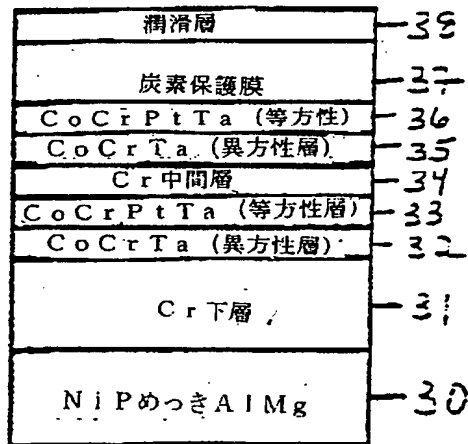 潤滑層 38
炭素保護膜 37
CoCrPtTa (等方性) 36
CoCrTa (異方性層) 35
Cr中間層 34
CoCrPtTa (等方性層) 33
CoCrTa (異方性層) 32
Cr下層 31
NiPめっきAlMg 30